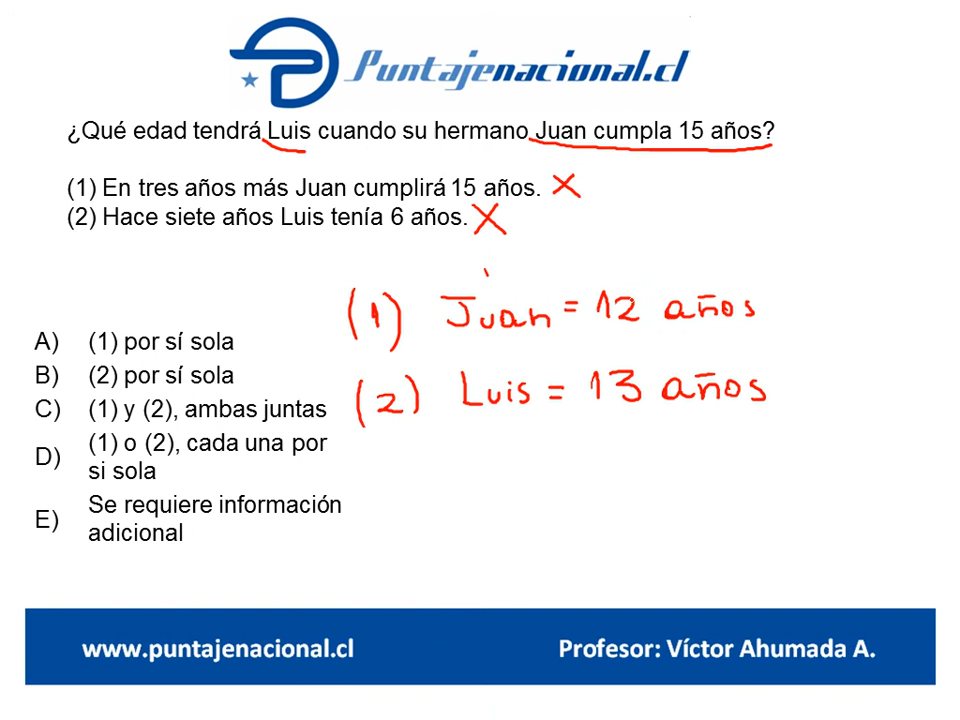 Puntajenacional.cl
¿Qué edad tendrá Luis cuando su hermano Juan cumpla 15 años?
(1) En tres años más Juan cumplirá 15 años. X
(2) Hace siete años Luis tenía 6 años. X
(1) Juan = 12 años
(2) Luis = 13 años
A) (1) por sí sola
B) (2) por sí sola
C) (1) y (2), ambas juntas
D) (1) o (2), cada una por
si sola
E) Se requiere información
adicional
www.puntajenacional.cl Profesor: Víctor Ahumada A.